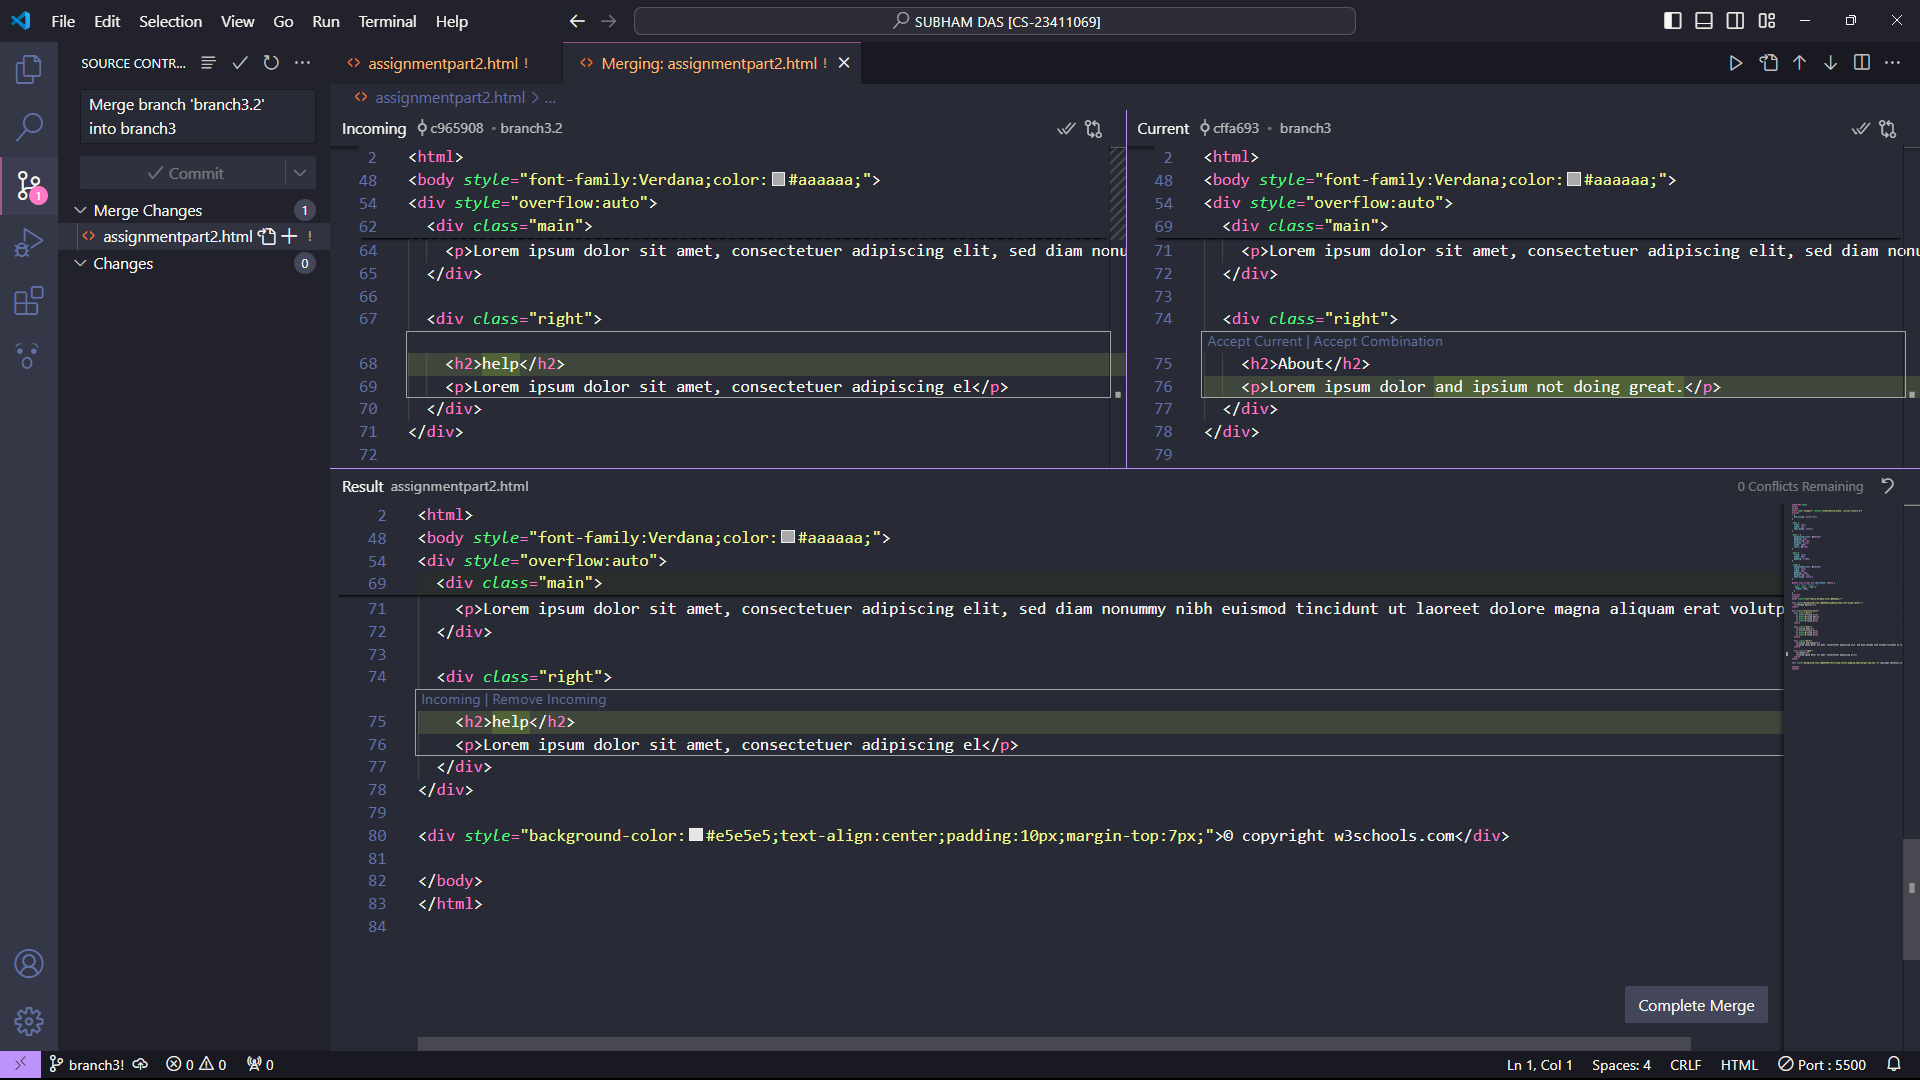 File Edit Selection View Go Run Terminal Help
SUBHAM DAS [CS-23411069]
SOURCE CONTR...
assignmentpart2.html !
Merging: assignmentpart2.html !
Merge branch 'branch3.2'
into branch3
Commit
1
Merge Changes 1
assignmentpart2.html !
Changes 0
assignmentpart2.html > ...
Incoming c965908 • branch3.2
2 <html>
48 <body style="font-family:Verdana;color:#aaaaaa;">
54 <div style="overflow:auto">
62 <div class="main">
64 <p>Lorem ipsum dolor sit amet, consectetuer adipiscing elit, sed diam nonu
65 </div>
66
67 <div class="right">
68 <h2>help</h2>
69 <p>Lorem ipsum dolor sit amet, consectetuer adipiscing el</p>
70 </div>
71 </div>
72
Current cffa693 • branch3
2 <html>
48 <body style="font-family:Verdana;color:#aaaaaa;">
54 <div style="overflow:auto">
69 <div class="main">
71 <p>Lorem ipsum dolor sit amet, consectetuer adipiscing elit, sed diam nonu
72 </div>
73
74 <div class="right">
Accept Current | Accept Combination
75 <h2>About</h2>
76 <p>Lorem ipsum dolor and ipsium not doing great.</p>
77 </div>
78 </div>
79
Result assignmentpart2.html
0 Conflicts Remaining
2 <html>
48 <body style="font-family:Verdana;color:#aaaaaa;">
54 <div style="overflow:auto">
69 <div class="main">
71 <p>Lorem ipsum dolor sit amet, consectetuer adipiscing elit, sed diam nonummy nibh euismod tincidunt ut laoreet dolore magna aliquam erat volutp
72 </div>
73
74 <div class="right">
Incoming | Remove Incoming
75 <h2>help</h2>
76 <p>Lorem ipsum dolor sit amet, consectetuer adipiscing el</p>
77 </div>
78 </div>
79
80 <div style="background-color:#e5e5e5;text-align:center;padding:10px;margin-top:7px;">© copyright w3schools.com</div>
81
82 </body>
83 </html>
84
Complete Merge
branch3! 0 0 0
Ln 1, Col 1 Spaces: 4 CRLF HTML Port : 5500